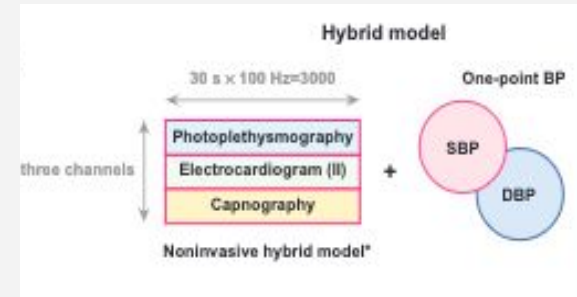 Hybrid model
30 s × 100 Hz=3000
One-point BP
three channels
Photoplethysmography
Electrocardiogram (II)
Capnography
+
SBP
DBP
Noninvasive hybrid model*